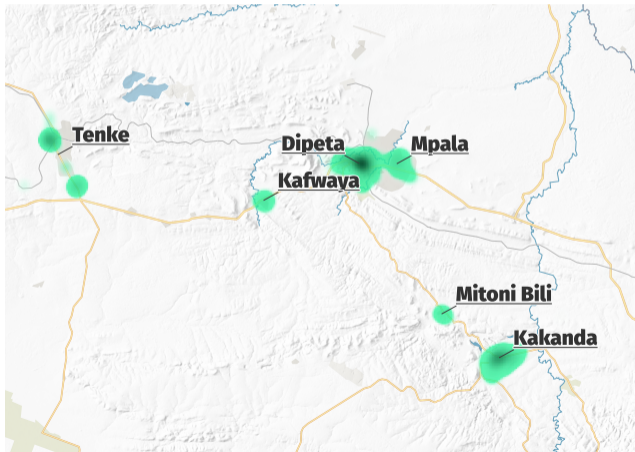 Tenke
Dipeta
Mpala
Kafwaya
Mitoni Bili
Kakanda